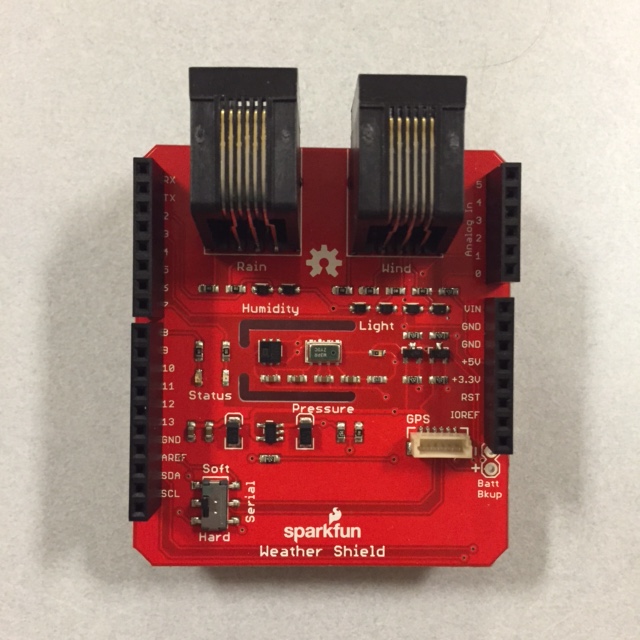 RX
TX
2
3
4
5
6
7
8
9
10
11
12
13
GND
AREF
SDA
SCL
Rain
Wind
Analog In
5
4
3
2
1
0
Humidity
Light
VIN
GND
GND
+5V
+3.3V
RST
IOREF
Status
Pressure
GPS
- +
Batt
Bkup
Soft
Serial
Hard
sparkfun
Weather Shield